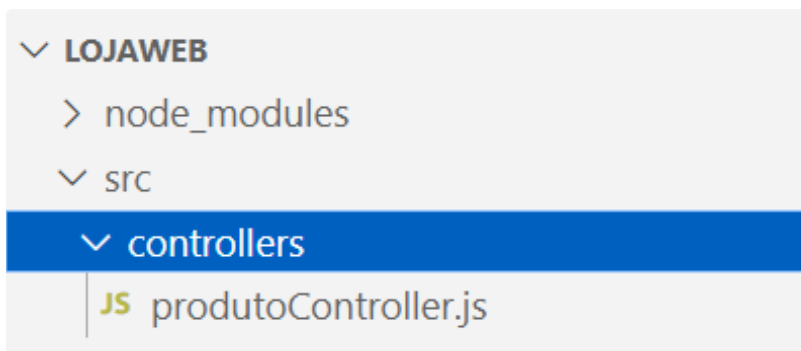 LOJAWEB
node_modules
src
controllers
JS produtoController.js